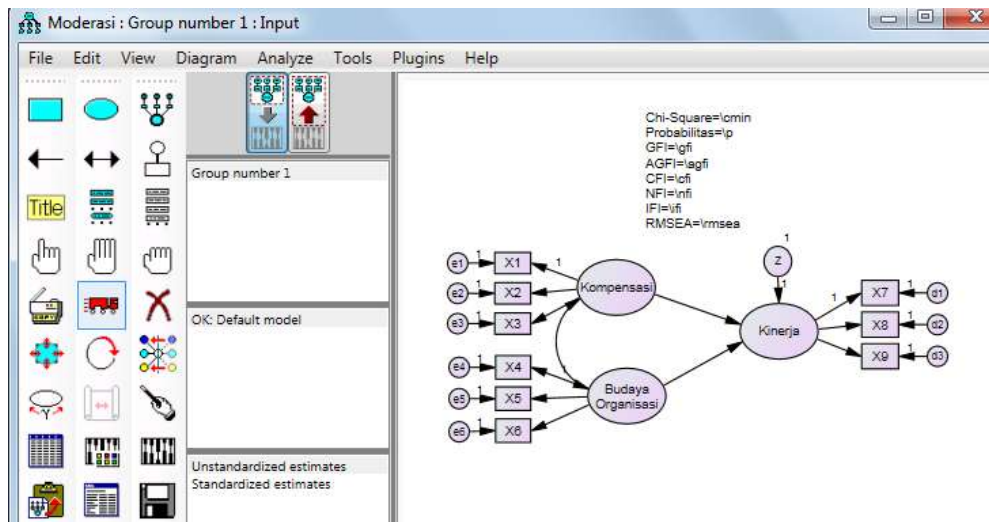 Moderasi : Group number 1 : Input
File Edit View Diagram Analyze Tools Plugins Help
Title
Group number 1
OK: Default model
Unstandardized estimates
Standardized estimates
Chi-Square=\cmin
Probabilitas=\p
GFI=\gfi
AGFI=\agfi
CFI=\cfi
NFI=\nfi
IFI=\ifi
RMSEA=\rmsea
1
e1 1 X1 1
e2 1 X2
e3 1 X3
Kompensasi
e4 1 X4
e5 1 X5
e6 1 X6
1
Budaya
Organisasi
Z
1
Kinerja
1
X7 1 d1
X8 1 d2
X9 1 d3